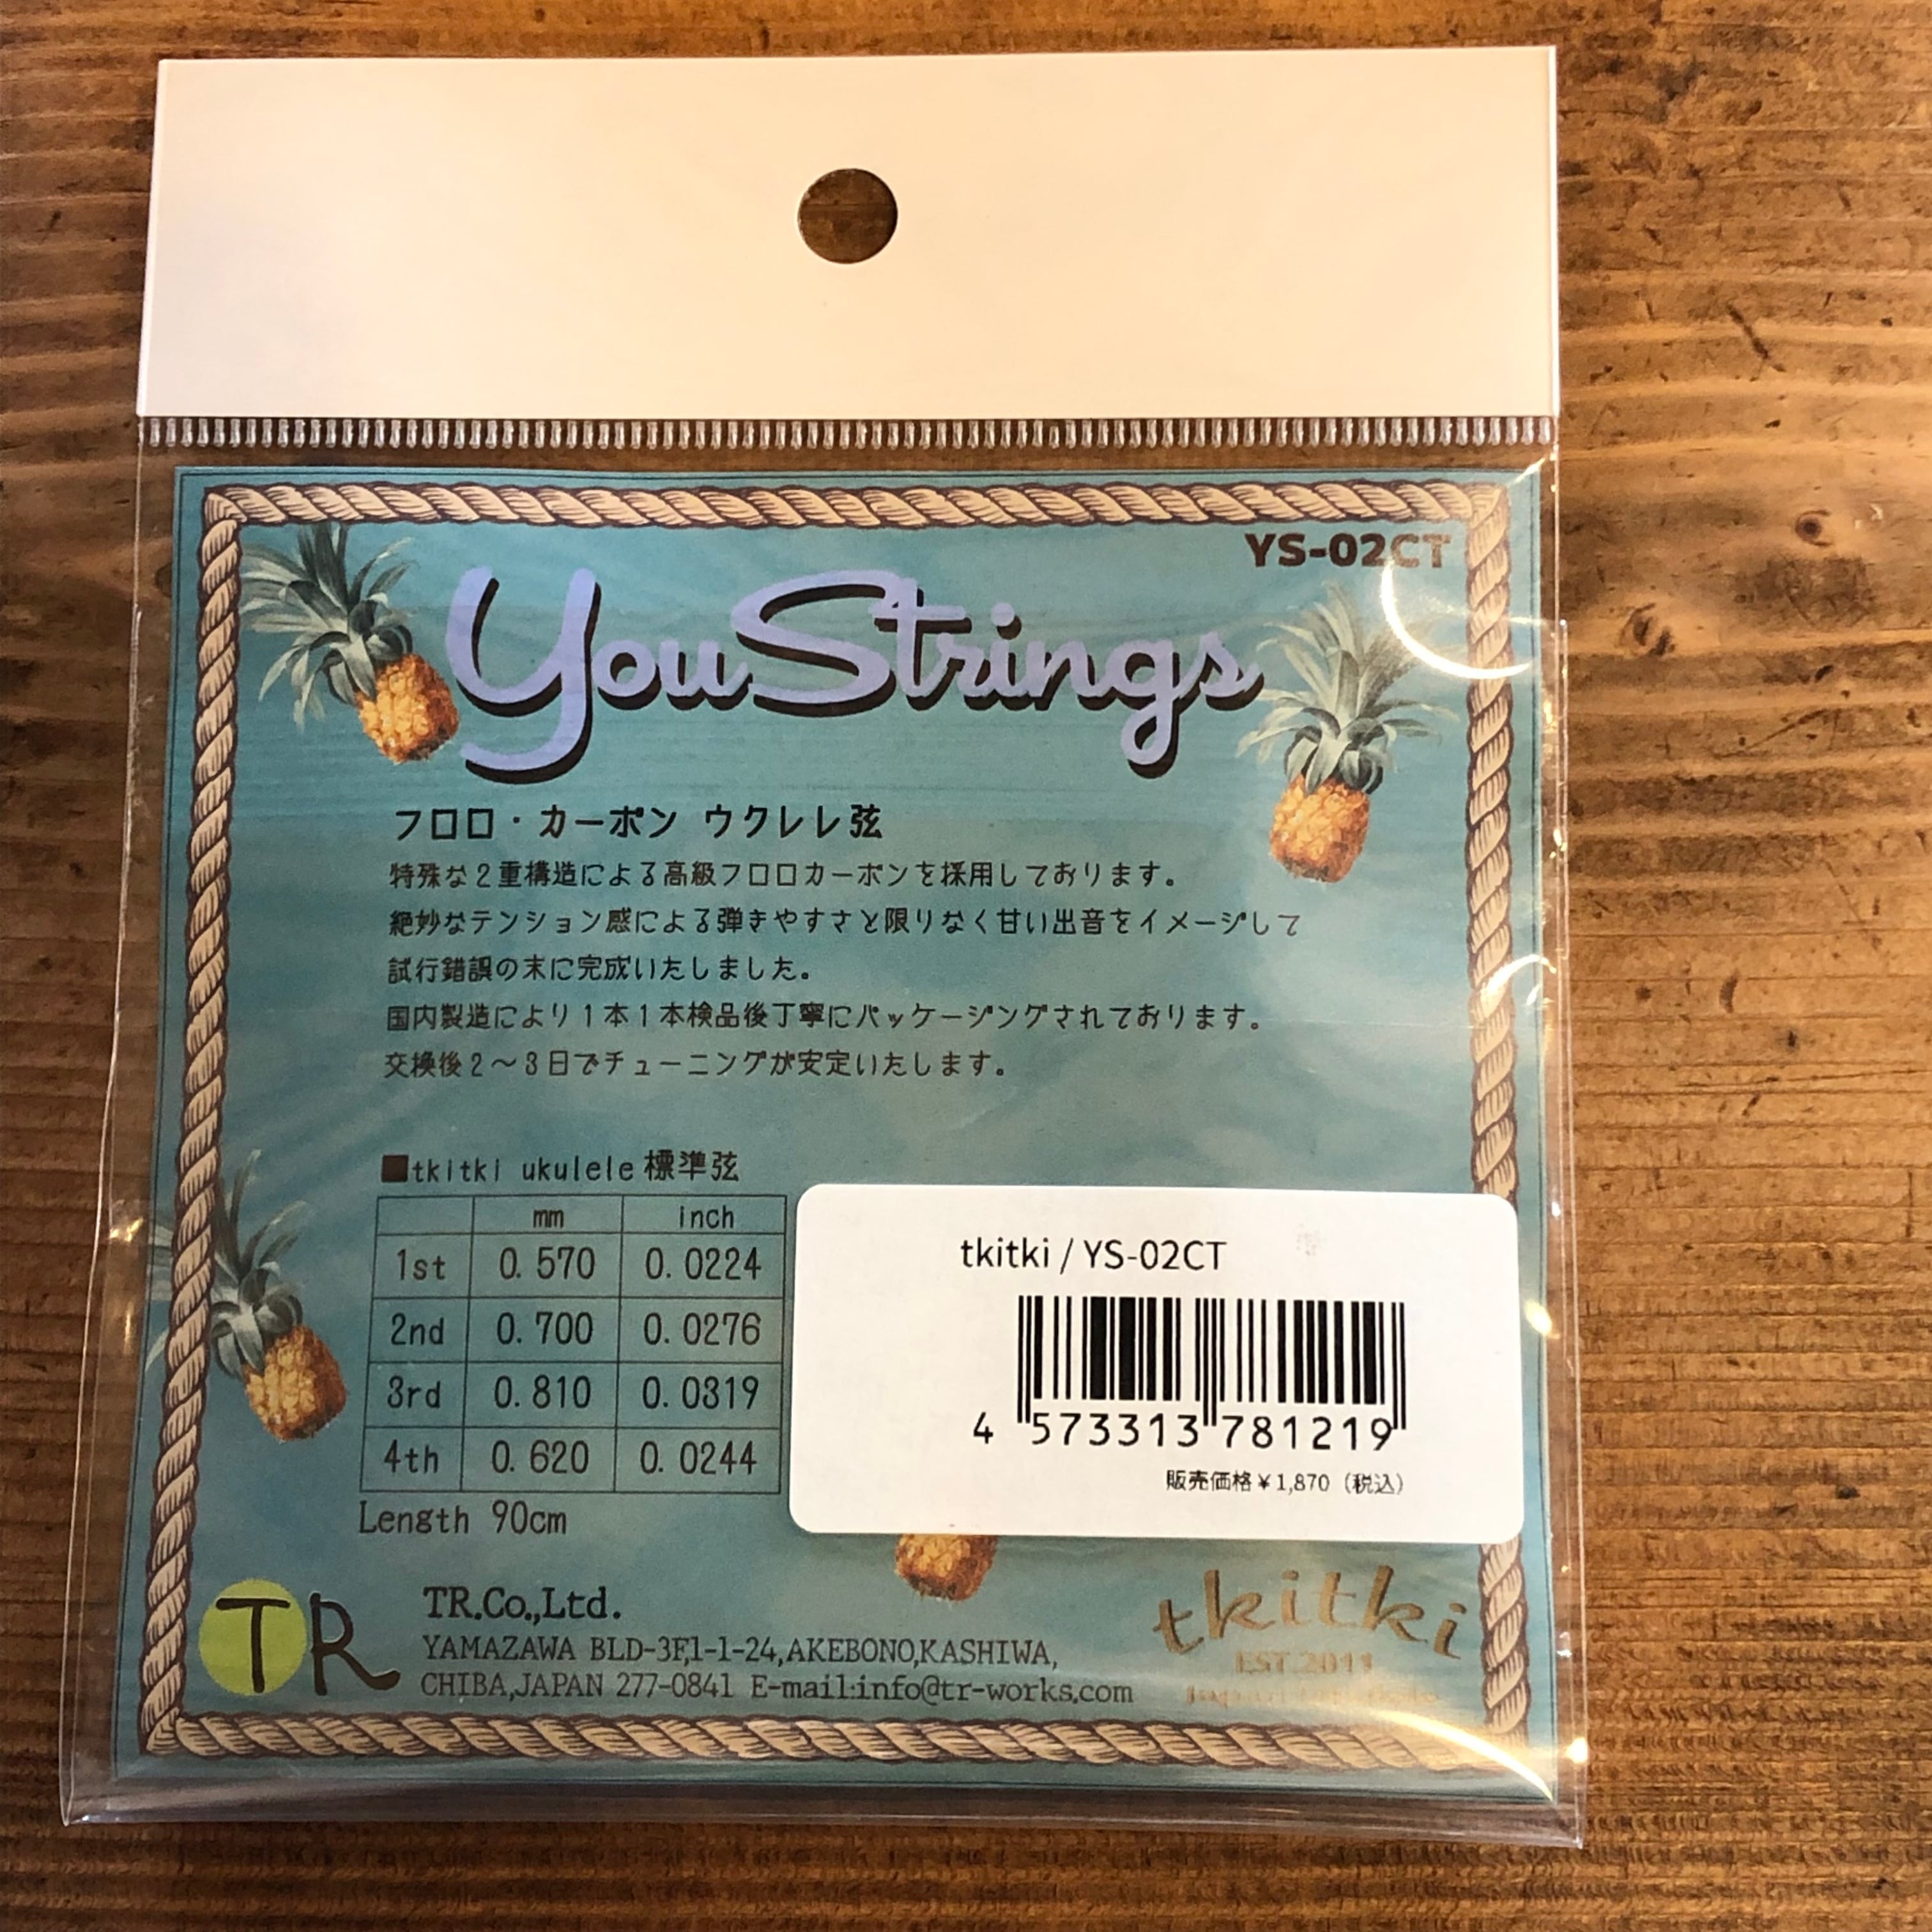 YS-02CT
YouStrings
フロロ・カーボン ウクレレ弦
特殊な2重構造による高級フロロカーボンを採用しております。
絶妙なテンション感による弾きやすさと限りなく甘い出音をイメージして
試行錯誤の末に完成いたしました。
国内製造により1本1本検品後丁寧にパッケージングされております。
交換後2～3日でチューニングが安定いたします。
■tkitki ukulele 標準弦
mm inch
1st 0.570 0.0224
2nd 0.700 0.0276
3rd 0.810 0.0319
4th 0.620 0.0244
Length 90cm
tkitki / YS-02CT
4 573313 781219
販売価格¥1,870（税込）
TR
TR.Co.,Ltd.
YAMAZAWA BLD-3F,1-1-24,AKEBONO,KASHIWA,
CHIBA,JAPAN 277-0841 E-mail:info@tr-works.com
tkitki
EST.2011